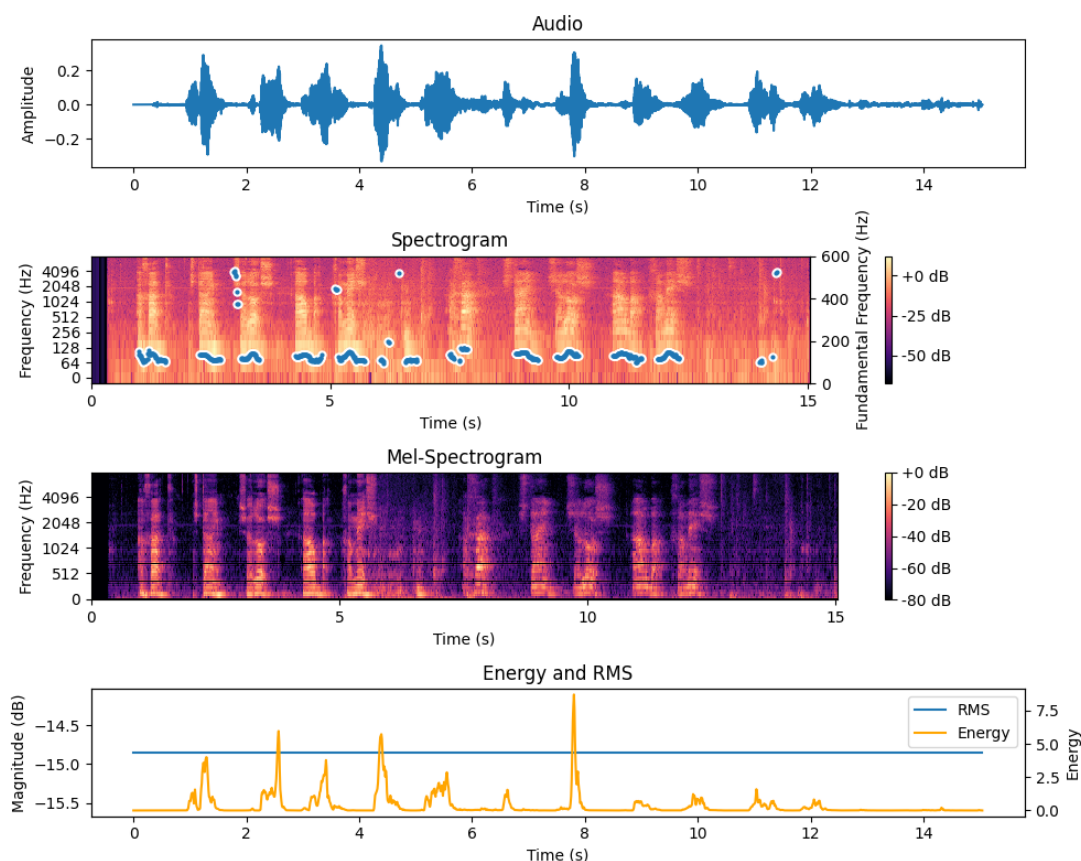 Audio
Amplitude
0.2
0.0
−0.2
0 2 4 6 8 10 12 14
Time (s)
Spectrogram
Frequency (Hz)
4096
2048
1024
512
256
128
64
0
600
400
200
0
Fundamental Frequency (Hz)
+0 dB
-25 dB
-50 dB
0 5 10 15
Time (s)
Mel-Spectrogram
Frequency (Hz)
4096
2048
1024
512
0
+0 dB
-20 dB
-40 dB
-60 dB
-80 dB
0 5 10 15
Time (s)
Energy and RMS
Magnitude (dB)
−14.5
−15.0
−15.5
RMS
Energy
7.5
5.0
2.5
0.0
Energy
0 2 4 6 8 10 12 14
Time (s)